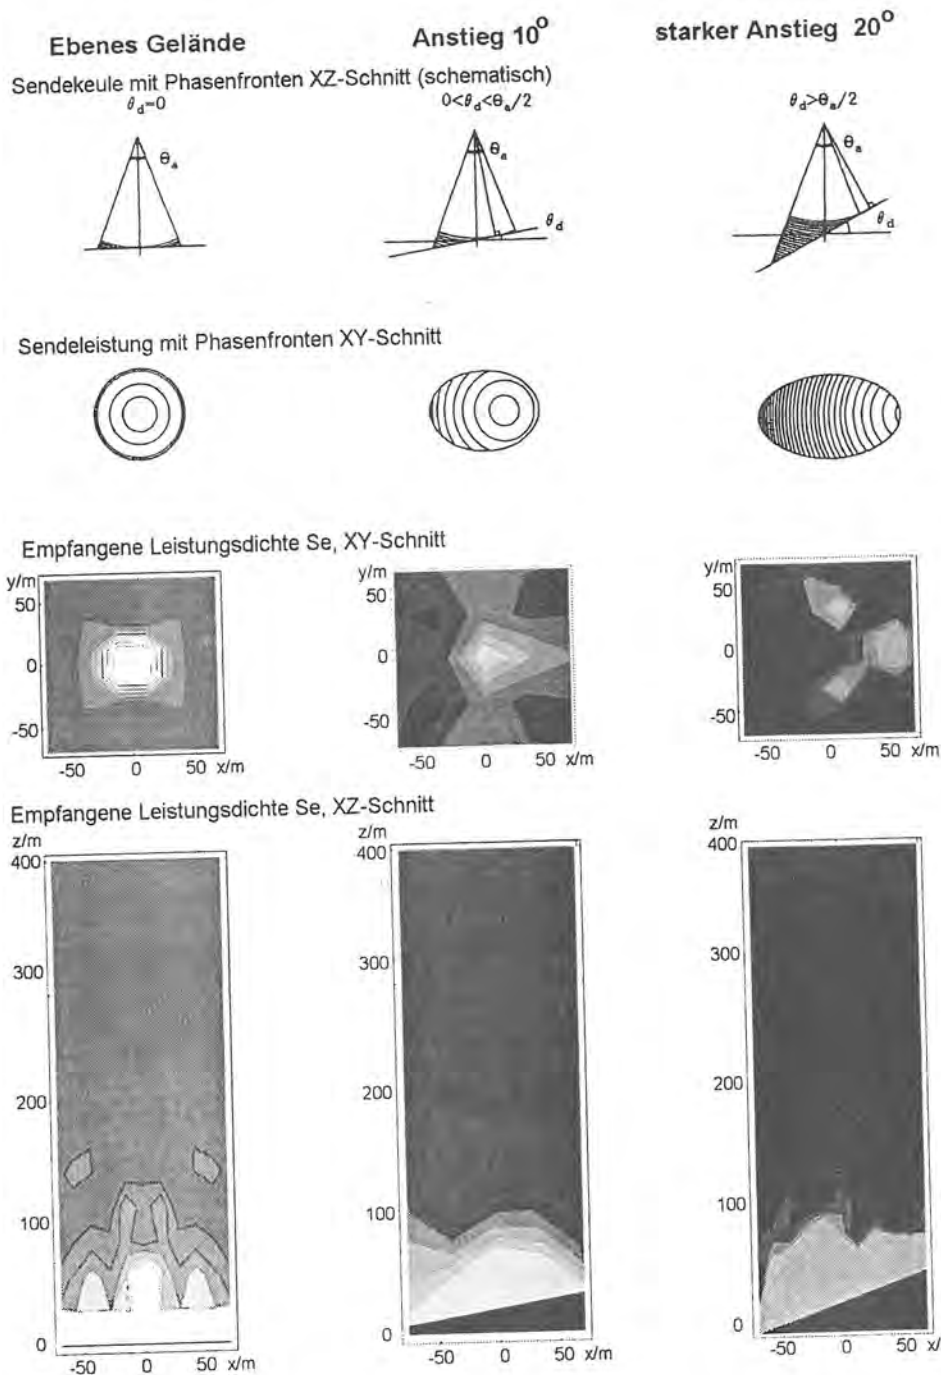 Ebenes Gelände Anstieg 10° starker Anstieg 20°
Sendekeule mit Phasenfronten XZ-Schnitt (schematisch)
θd=0 0<θd<Θa/2 θd>Θa/2
Θa Θa Θa
θd θd
Sendeleistung mit Phasenfronten XY-Schnitt
Empfangene Leistungsdichte Se, XY-Schnitt
y/m y/m y/m
50 50 50
0 0 0
-50 -50 -50
-50 0 50 x/m -50 0 50 x/m -50 0 50 x/m
Empfangene Leistungsdichte Se, XZ-Schnitt
z/m z/m z/m
400 400 400
300 300 300
200 200 200
100 100 100
0 0 0
-50 0 50 x/m -50 0 50 x/m -50 0 50 x/m